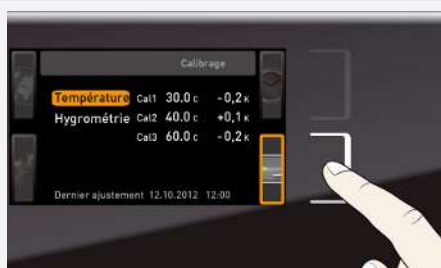 Calibrage
Température Cal1 30.0 c -0,2 K
Hygrométrie Cal2 40.0 c +0,1 K
Cal3 60.0 c -0,2 K
Dernier ajustement 12.10.2012 12:00